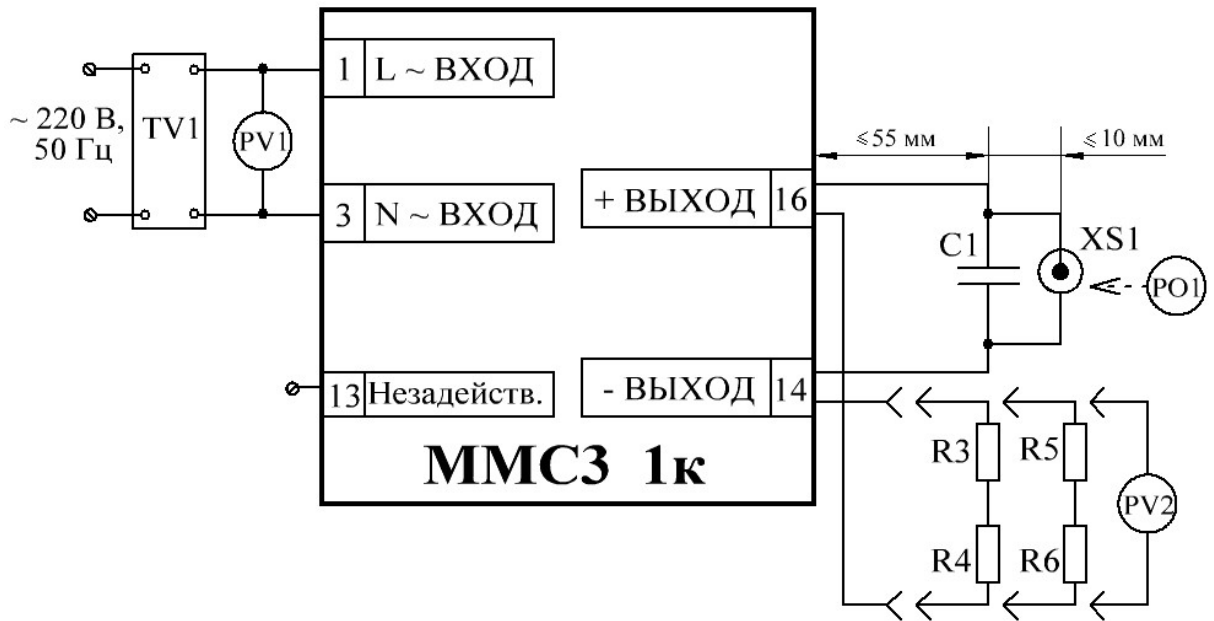 ~ 220 В,
50 Гц
TV1
PV1
1 L ~ ВХОД
3 N ~ ВХОД
13 Незадейств.
+ ВЫХОД 16
- ВЫХОД 14
ММС3 1к
⩽55 мм
⩽10 мм
C1
XS1
PO1
R3
R5
PV2
R4
R6